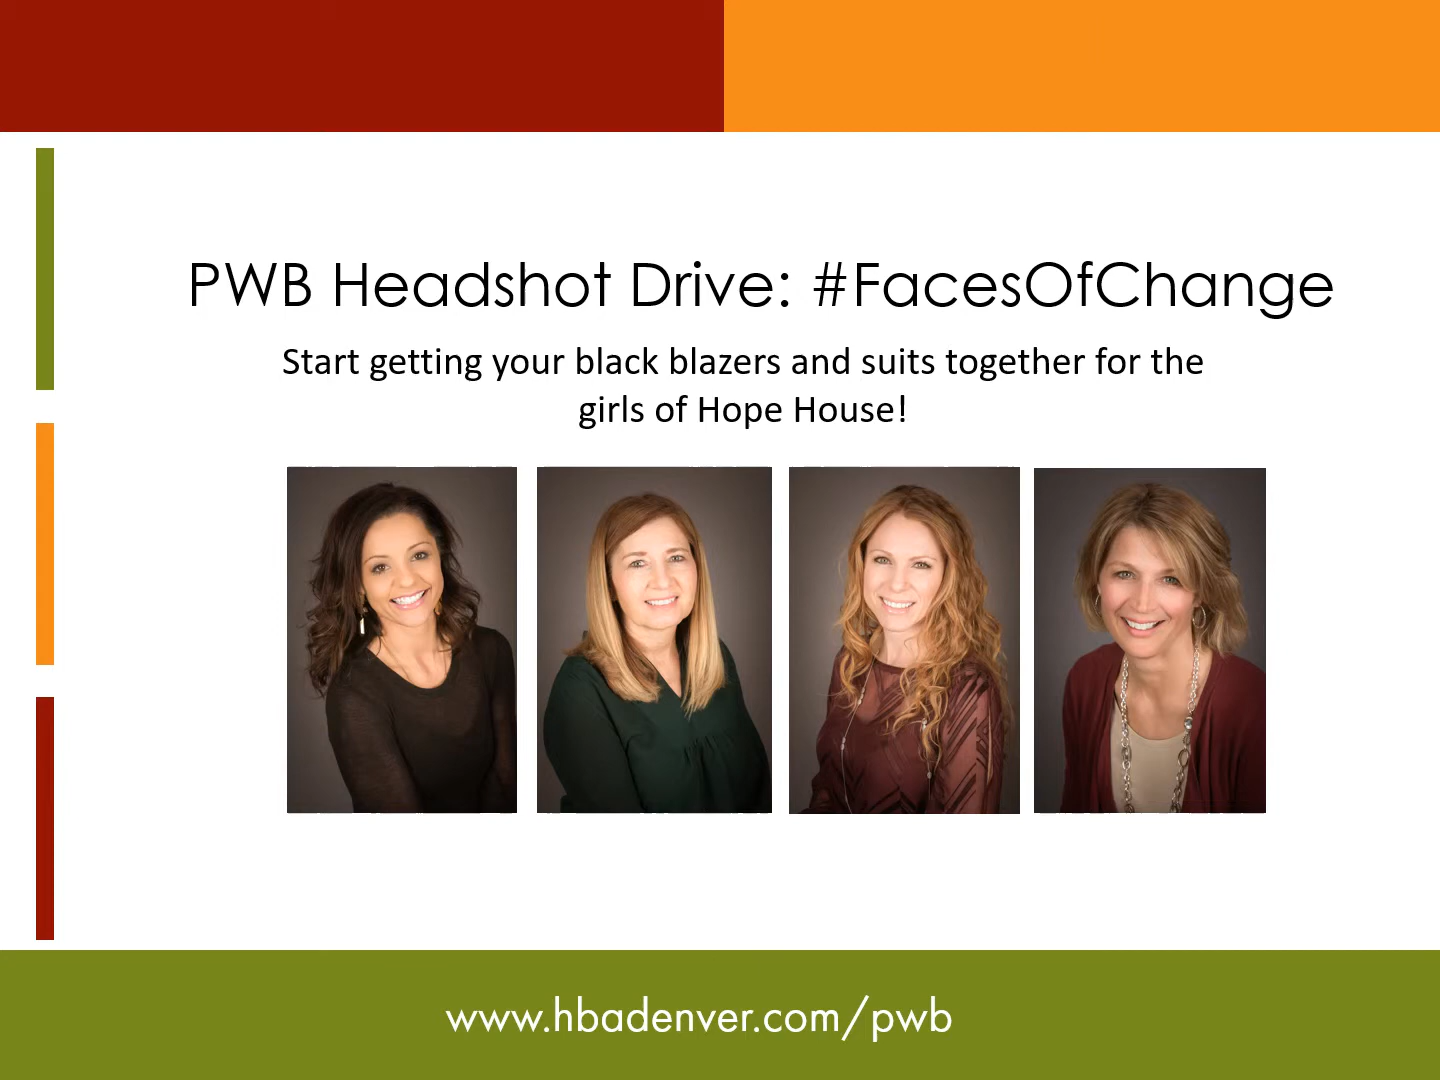 PWB Headshot Drive: #FacesOfChange
Start getting your black blazers and suits together for the
girls of Hope House!
www.hbadenver.com/pwb